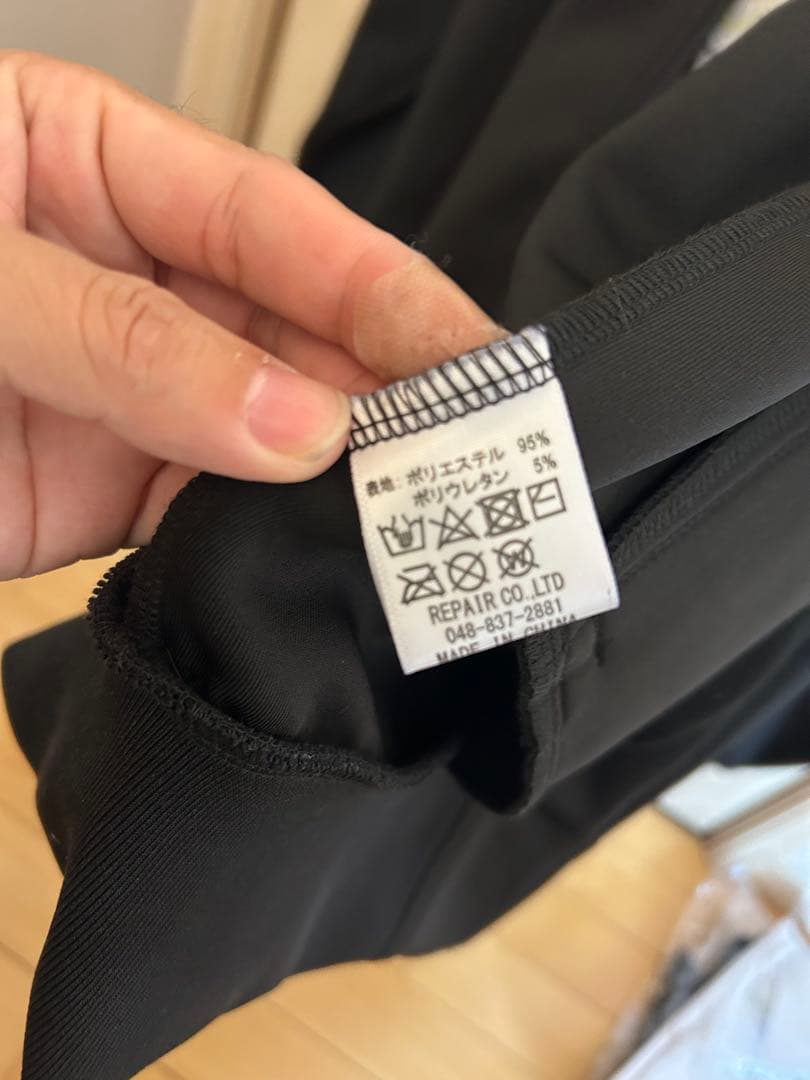 表地: ポリエステル 95%
ポリウレタン 5%
REPAIR CO.,LTD
048-837-2881
MADE IN CHINA